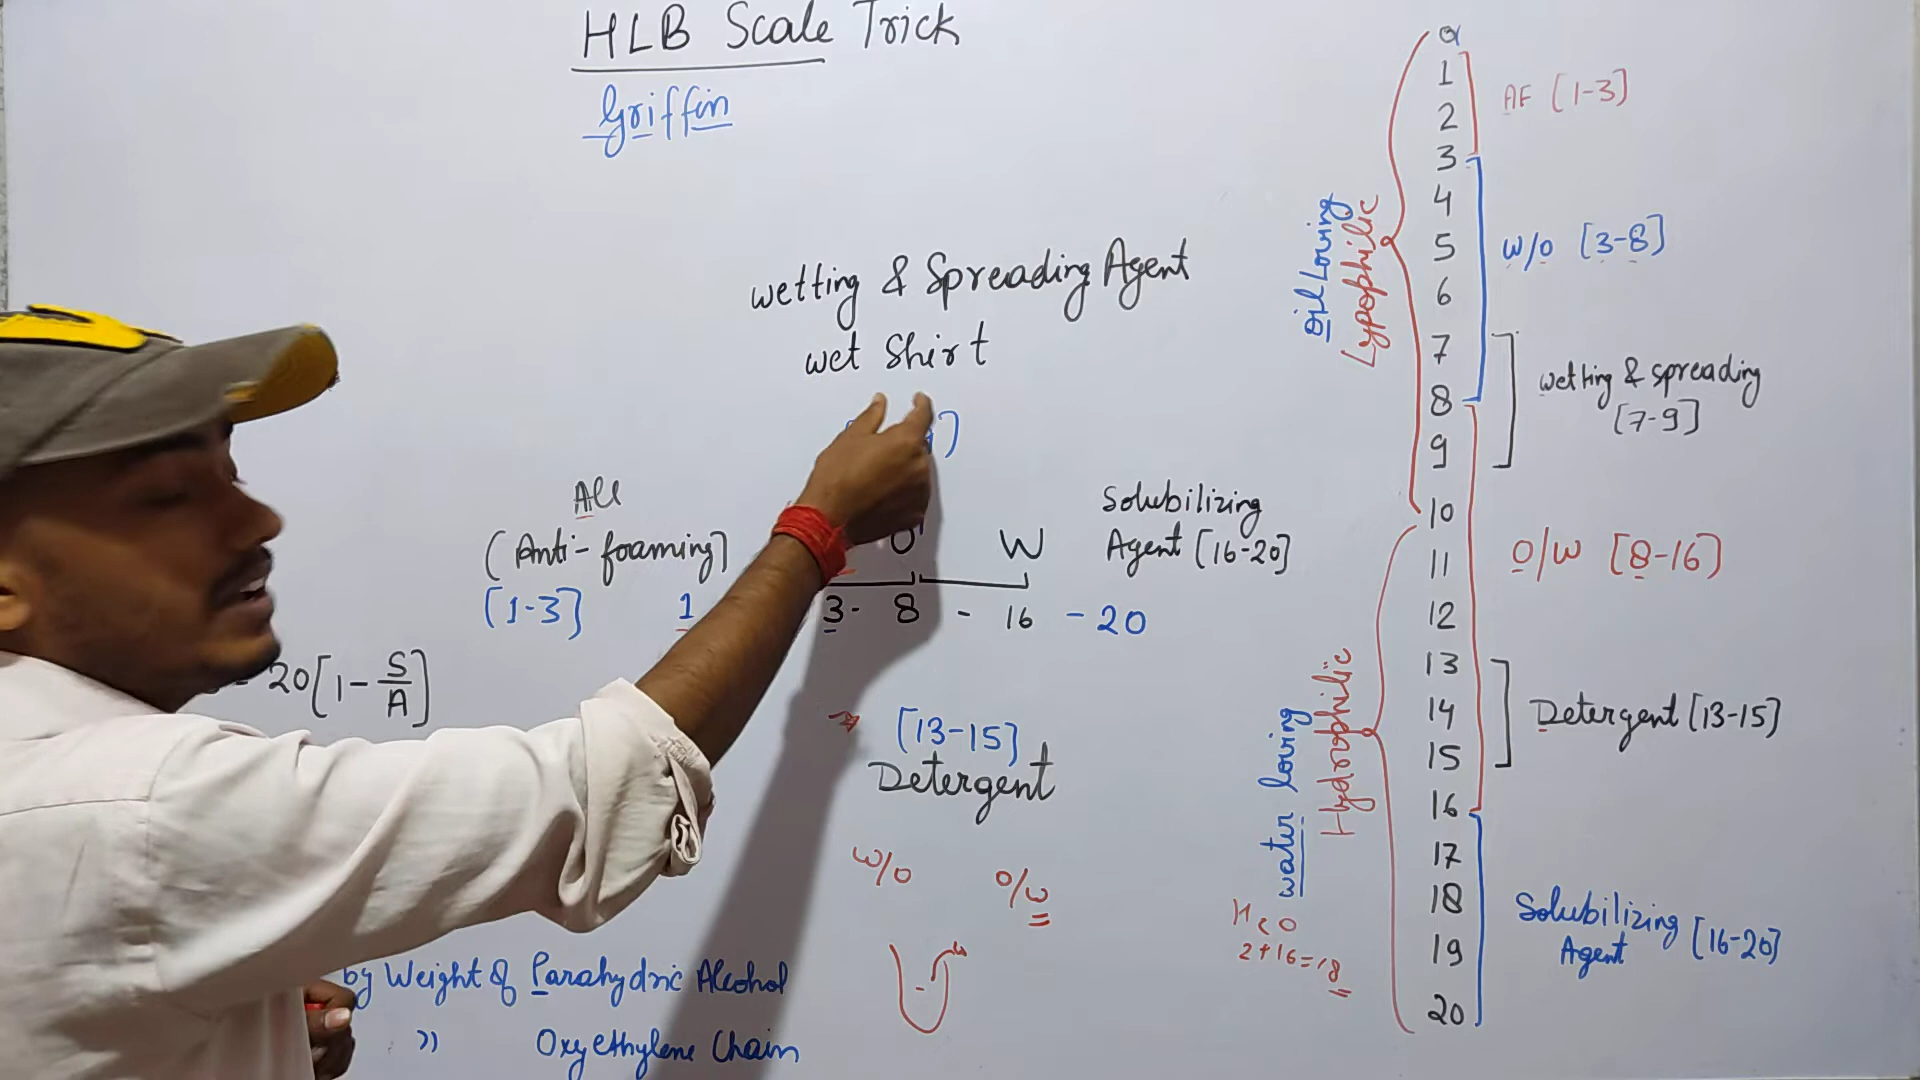 HLB Scale Trick
Griffin
wetting & Spreading Agent
wet Shirt
9]
All
(Anti-foaming)
[1-3]
O
W
1
3- 8 - 16 - 20
Solubilizing
Agent [16-20]
20[1-S/A]
[13-15]
Detergent
W/O
O/W
by Weight of Parahydric Alcohol
" Oxyethylene Chain
Oil Loving
Lypophilic
water loving
Hydrophilic
H2O
2+16=18
0
1
2
3
4
5
6
7
8
9
10
11
12
13
14
15
16
17
18
19
20
AF [1-3]
W/O [3-8]
wetting & spreading
[7-9]
O/W [8-16]
Detergent [13-15]
Solubilizing
Agent [16-20]